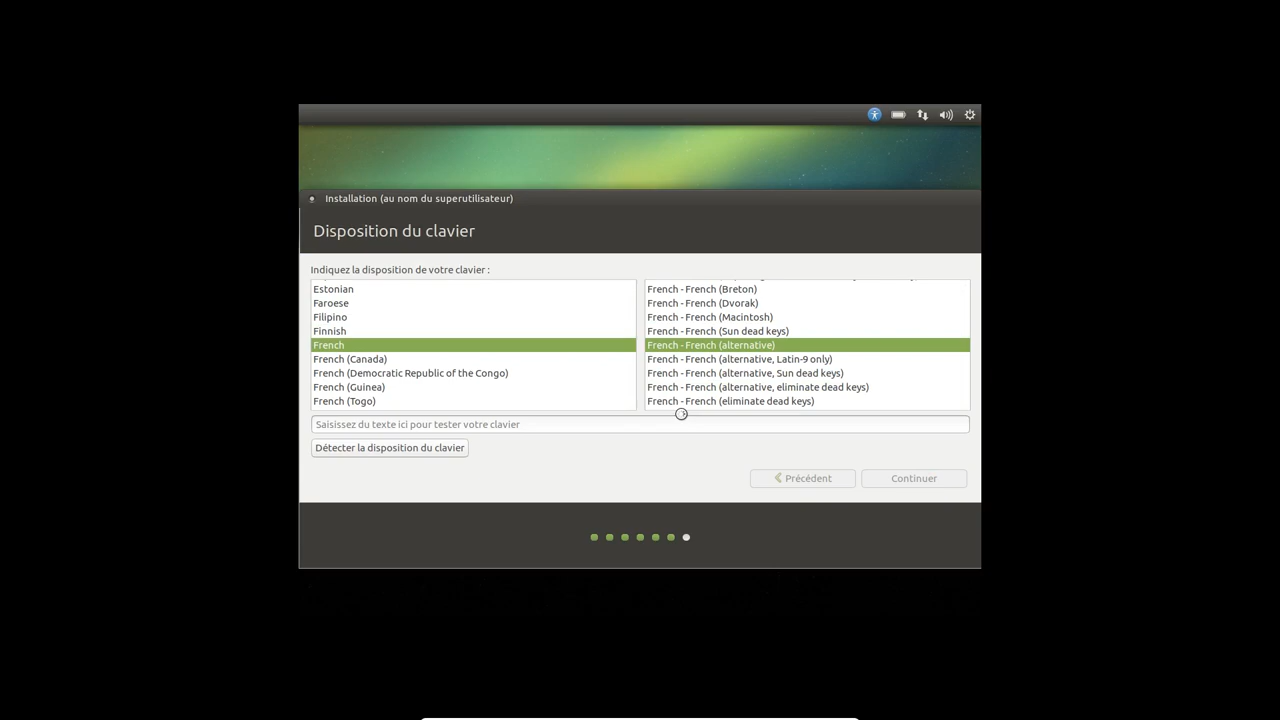 Installation (au nom du superutilisateur)
Disposition du clavier
Indiquez la disposition de votre clavier :
Estonian
Faroese
Filipino
Finnish
French
French (Canada)
French (Democratic Republic of the Congo)
French (Guinea)
French (Togo)
French - French (Breton)
French - French (Dvorak)
French - French (Macintosh)
French - French (Sun dead keys)
French - French (alternative)
French - French (alternative, Latin-9 only)
French - French (alternative, Sun dead keys)
French - French (alternative, eliminate dead keys)
French - French (eliminate dead keys)
Saisissez du texte ici pour tester votre clavier
Détecter la disposition du clavier
Précédent
Continuer